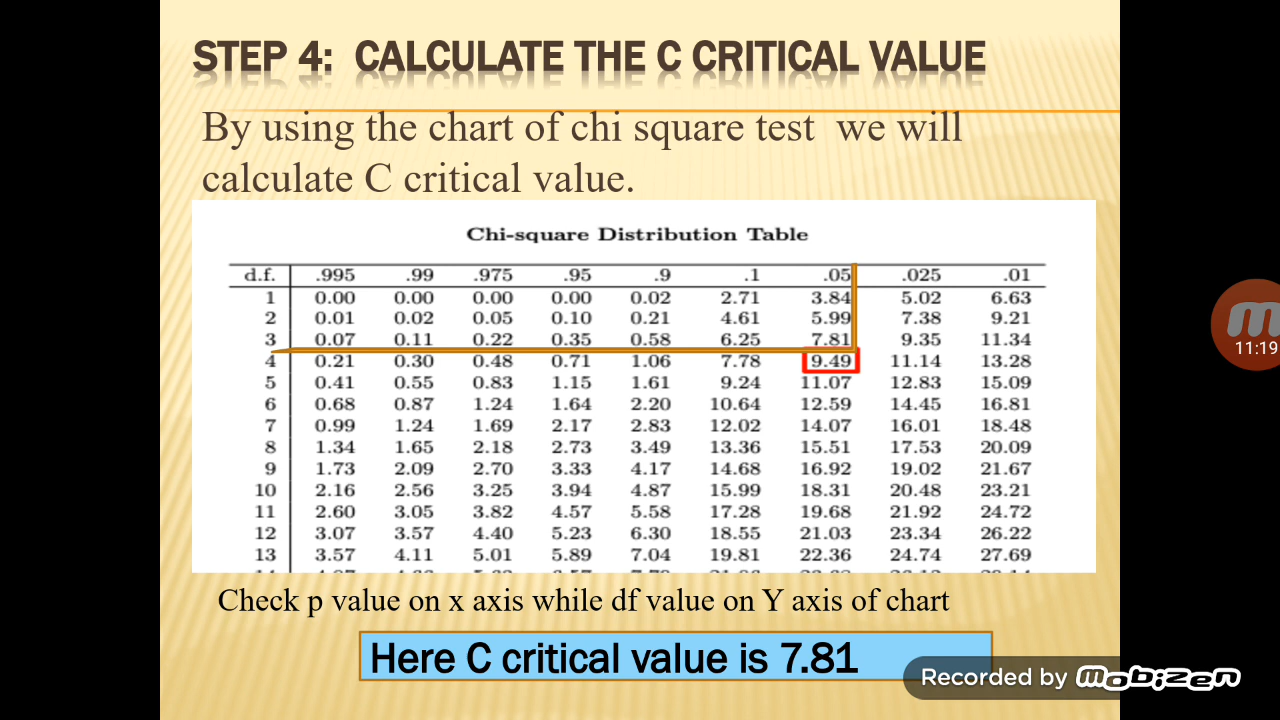 STEP 4: CALCULATE THE C CRITICAL VALUE
By using the chart of chi square test we will
calculate C critical value.
Chi-square Distribution Table
d.f. .995 .99 .975 .95 .9 .1 .05 .025 .01
1 0.00 0.00 0.00 0.00 0.02 2.71 3.84 5.02 6.63
2 0.01 0.02 0.05 0.10 0.21 4.61 5.99 7.38 9.21
3 0.07 0.11 0.22 0.35 0.58 6.25 7.81 9.35 11.34
4 0.21 0.30 0.48 0.71 1.06 7.78 9.49 11.14 13.28
5 0.41 0.55 0.83 1.15 1.61 9.24 11.07 12.83 15.09
6 0.68 0.87 1.24 1.64 2.20 10.64 12.59 14.45 16.81
7 0.99 1.24 1.69 2.17 2.83 12.02 14.07 16.01 18.48
8 1.34 1.65 2.18 2.73 3.49 13.36 15.51 17.53 20.09
9 1.73 2.09 2.70 3.33 4.17 14.68 16.92 19.02 21.67
10 2.16 2.56 3.25 3.94 4.87 15.99 18.31 20.48 23.21
11 2.60 3.05 3.82 4.57 5.58 17.28 19.68 21.92 24.72
12 3.07 3.57 4.40 5.23 6.30 18.55 21.03 23.34 26.22
13 3.57 4.11 5.01 5.89 7.04 19.81 22.36 24.74 27.69
Check p value on x axis while df value on Y axis of chart
Here C critical value is 7.81
11:19
Recorded by mobizen